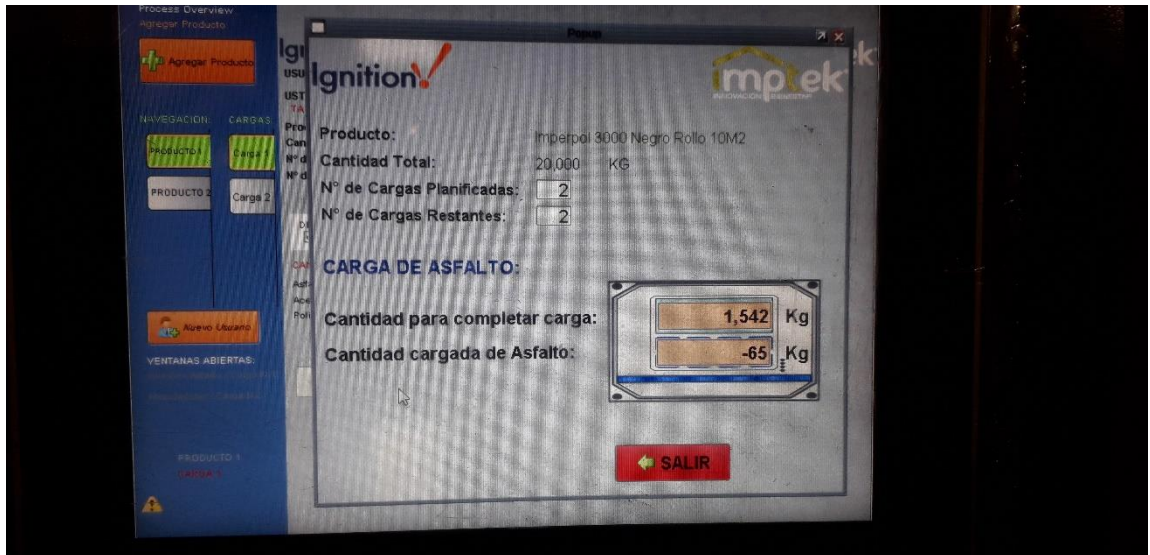 Process Overview
Agregar Producto
Agregar Producto
NAVEGACION:
CARGAS
PRODUCTO 1
Carga 1
PRODUCTO 2
Carga 2
Nuevo Usuario
VENTANAS ABIERTAS:
PRODUCTO 1
CARGA 1
Popup
Ignition!
imptek
Producto: Imperpol 3000 Negro Rollo 10M2
Cantidad Total: 20,000 KG
N° de Cargas Planificadas: 2
N° de Cargas Restantes: 2
CARGA DE ASFALTO:
Cantidad para completar carga: 1,542 Kg
Cantidad cargada de Asfalto: -65 Kg
SALIR